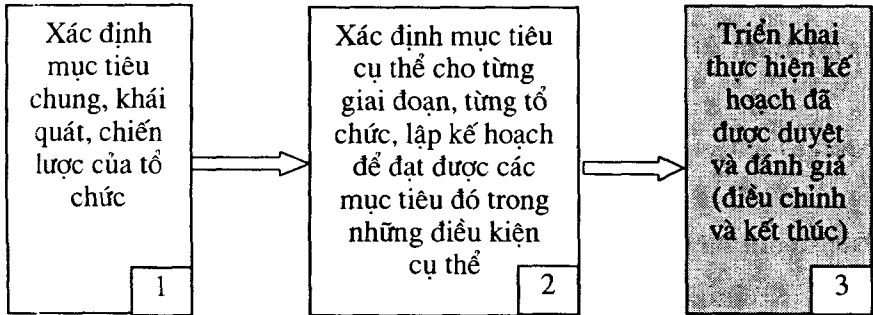 Xác định
mục tiêu
chung, khái
quát, chiến
lược của tổ
chức
1
Xác định mục tiêu
cụ thể cho từng
giai đoạn, từng tổ
chức, lập kế hoạch
để đạt được các
mục tiêu đó trong
những điều kiện
cụ thể
2
Triển khai
thực hiện kế
hoạch đã
được duyệt
và đánh giá
(điều chỉnh
và kết thúc)
3